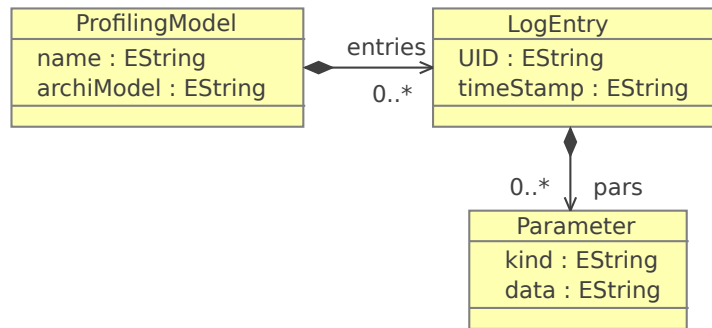 ProfilingModel
name : EString
archiModel : EString
entries
0..*
LogEntry
UID : EString
timeStamp : EString
0..*
pars
Parameter
kind : EString
data : EString